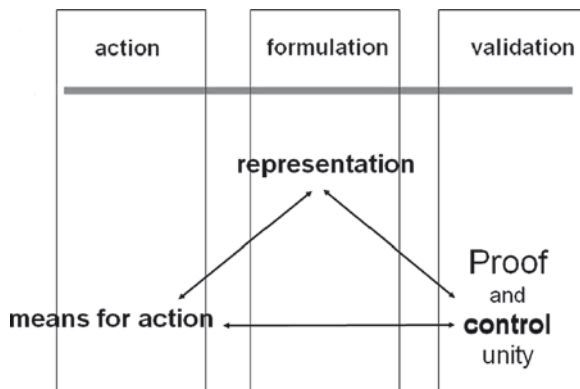 action formulation validation
representation
Proof
and
means for action control
unity